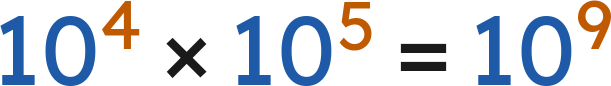 10⁴ × 10⁵ = 10⁹